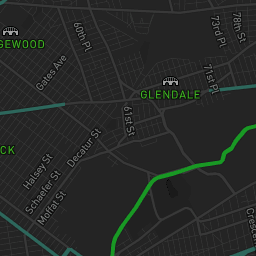 78th St
73rd Pl
60th Pl
GEWOOD
Gates Ave
71st Pl
GLENDALE
61st St
Decatur St
CK
Halsey St
Schaefer St
Moffat St
Crescen